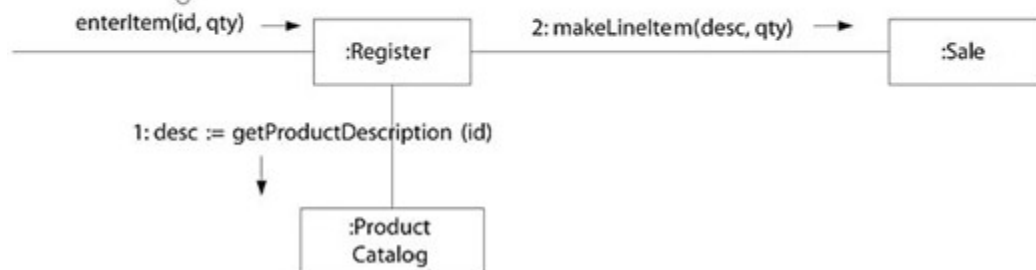 enterItem(id, qty)
2: makeLineItem(desc, qty)
:Register
:Sale
1: desc := getProductDescription (id)
:Product
Catalog